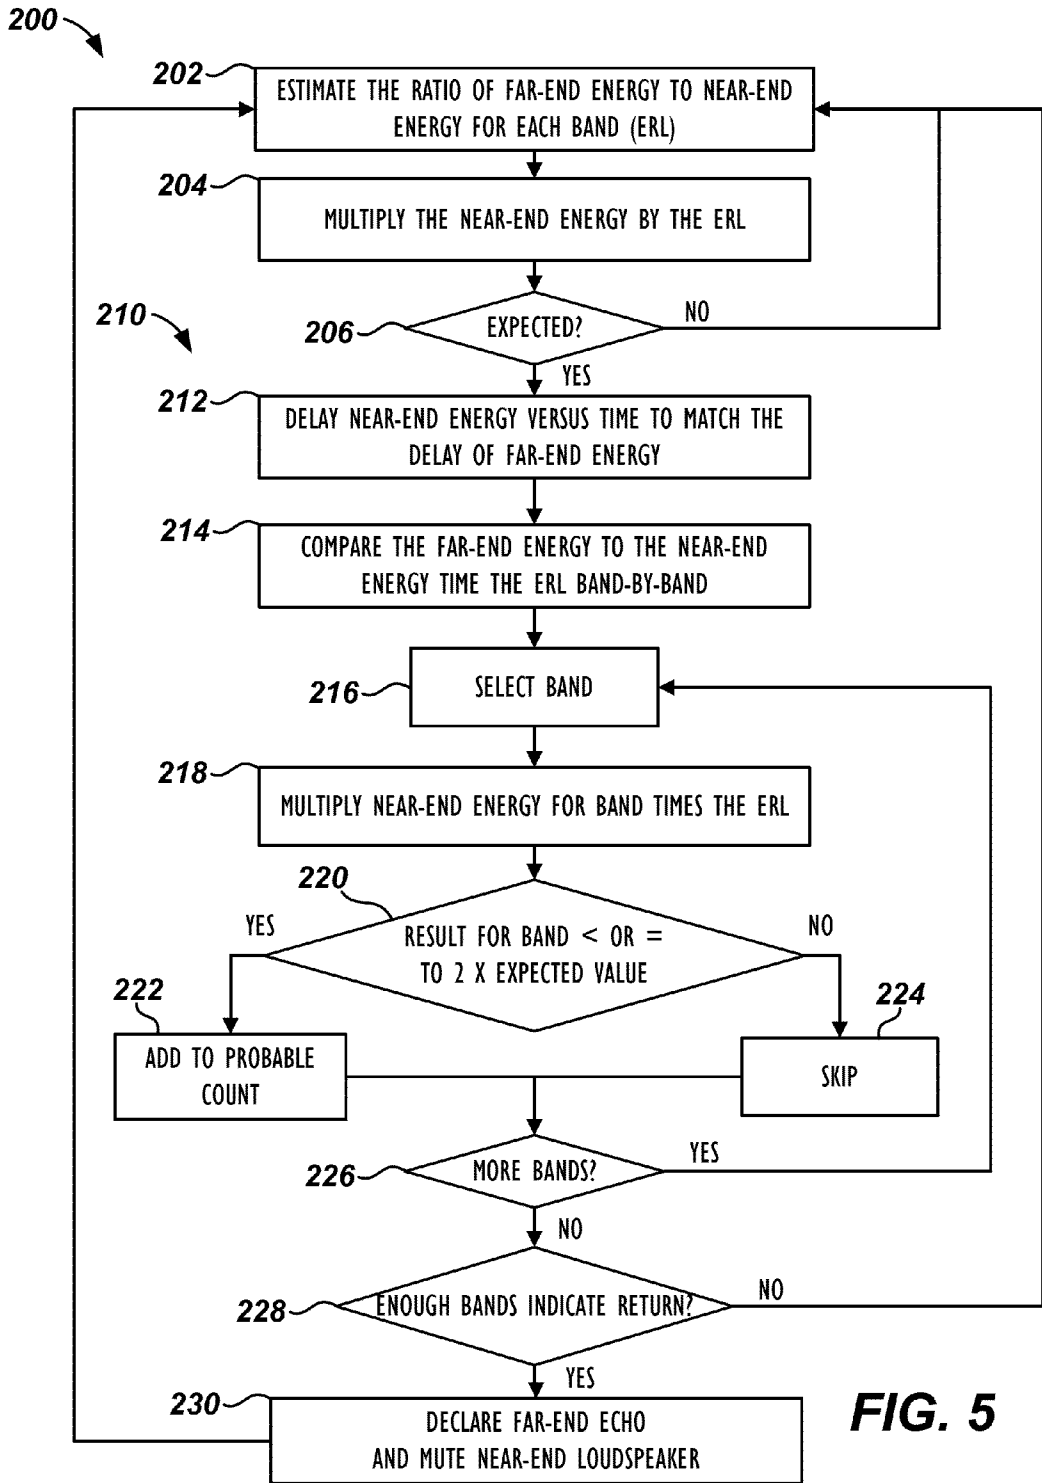 200
202
ESTIMATE THE RATIO OF FAR-END ENERGY TO NEAR-END
ENERGY FOR EACH BAND (ERL)
204
MULTIPLY THE NEAR-END ENERGY BY THE ERL
210
206
EXPECTED?
NO
YES
212
DELAY NEAR-END ENERGY VERSUS TIME TO MATCH THE
DELAY OF FAR-END ENERGY
214
COMPARE THE FAR-END ENERGY TO THE NEAR-END
ENERGY TIME THE ERL BAND-BY-BAND
216
SELECT BAND
218
MULTIPLY NEAR-END ENERGY FOR BAND TIMES THE ERL
220
YES
RESULT FOR BAND < OR =
TO 2 X EXPECTED VALUE
NO
222
ADD TO PROBABLE
COUNT
224
SKIP
226
MORE BANDS?
YES
NO
228
ENOUGH BANDS INDICATE RETURN?
NO
YES
230
DECLARE FAR-END ECHO
AND MUTE NEAR-END LOUDSPEAKER
FIG. 5